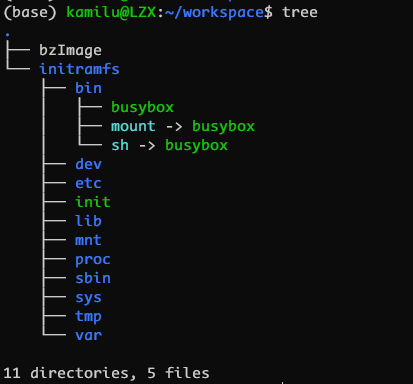 (base) kamilu@LZX:~/workspace$ tree
.
├── bzImage
└── initramfs
    ├── bin
    │   ├── busybox
    │   ├── mount -> busybox
    │   └── sh -> busybox
    ├── dev
    ├── etc
    ├── init
    ├── lib
    ├── mnt
    ├── proc
    ├── sbin
    ├── sys
    ├── tmp
    └── var
11 directories, 5 files